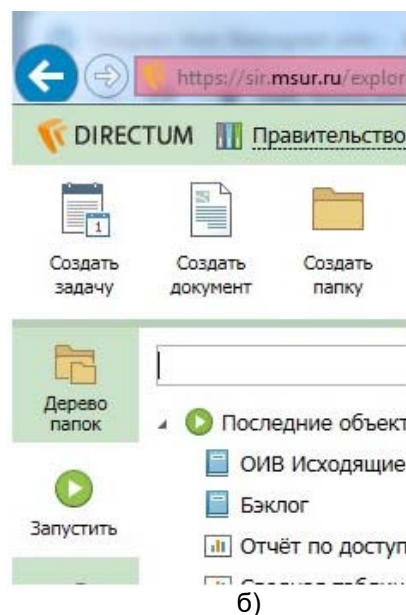 https://sir.msur.ru/explor
DIRECTUM Правительство
Создать задачу
Создать документ
Создать папку
Дерево папок
Последние объект
ОИВ Исходящие
Запустить
Бэклог
Отчёт по доступ
б)